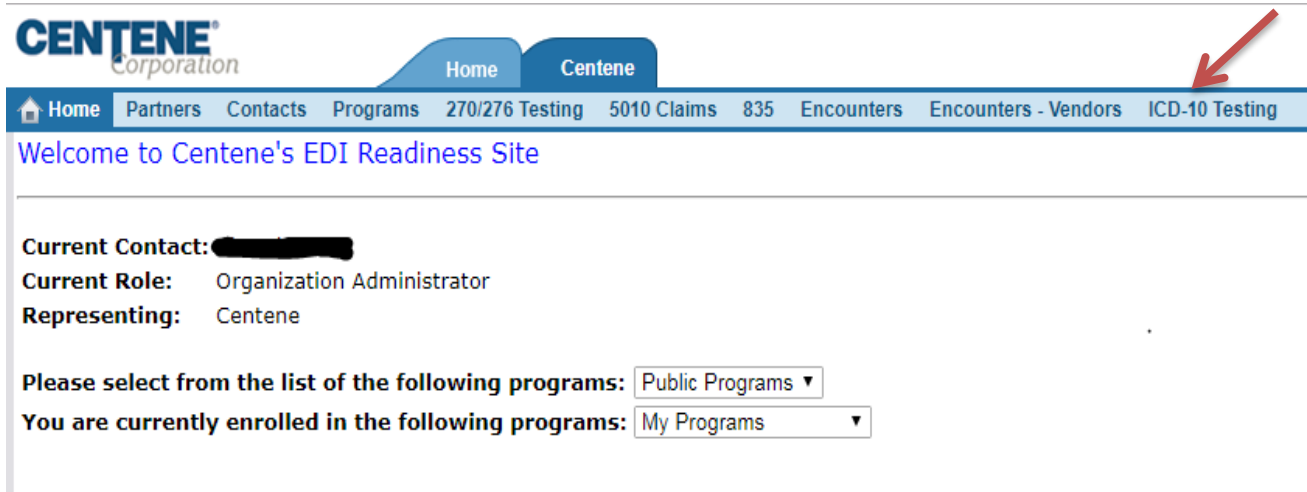 CENTENE®
Corporation
Home Centene
Home Partners Contacts Programs 270/276 Testing 5010 Claims 835 Encounters Encounters - Vendors ICD-10 Testing
Welcome to Centene's EDI Readiness Site
Current Contact:
Current Role: Organization Administrator
Representing: Centene
Please select from the list of the following programs: Public Programs
You are currently enrolled in the following programs: My Programs